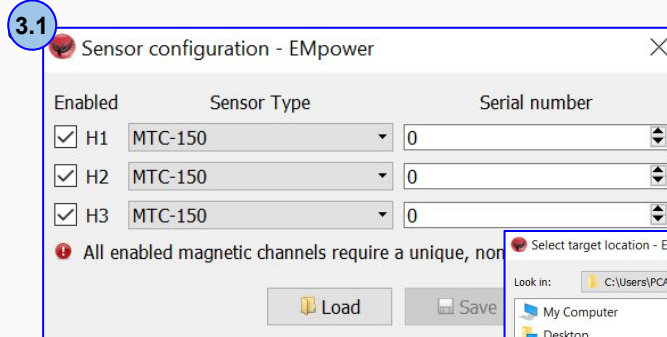 3.1
Sensor configuration - EMpower
Enabled Sensor Type Serial number
H1 MTC-150 0
H2 MTC-150 0
H3 MTC-150 0
All enabled magnetic channels require a unique, non
Load Save
Select target location - E
Look in: C:\Users\PCA
My Computer
Desktop